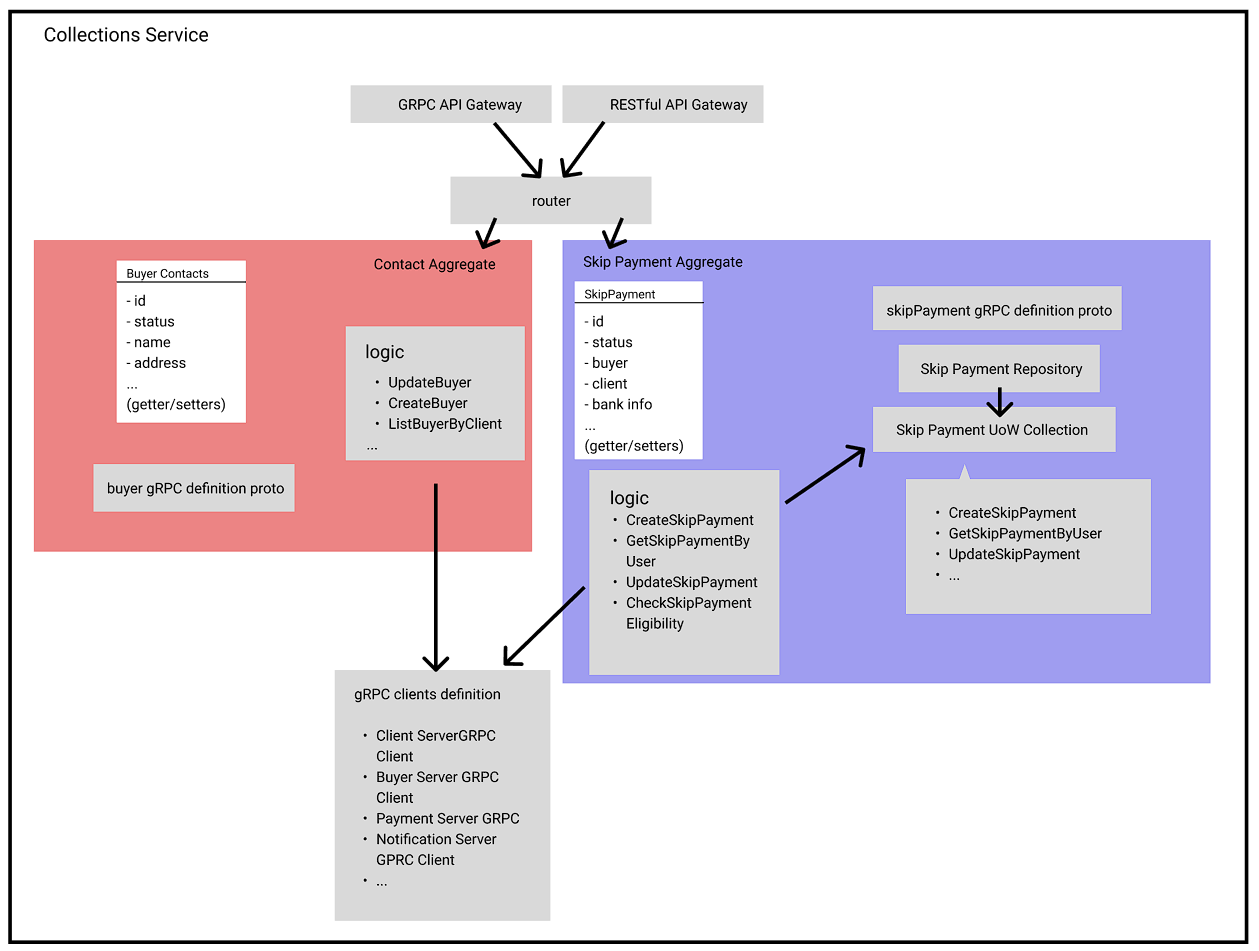 Collections Service
GRPC API Gateway
RESTful API Gateway
router
Contact Aggregate
Buyer Contacts
- id
- status
- name
- address
...
(getter/setters)
logic
• UpdateBuyer
• CreateBuyer
• ListBuyerByClient
...
buyer gRPC definition proto
Skip Payment Aggregate
SkipPayment
- id
- status
- buyer
- client
- bank info
...
(getter/setters)
skipPayment gRPC definition proto
Skip Payment Repository
Skip Payment UoW Collection
logic
• CreateSkipPayment
• GetSkipPaymentBy
User
• UpdateSkipPayment
• CheckSkipPayment
Eligibility
• CreateSkipPayment
• GetSkipPaymentByUser
• UpdateSkipPayment
• ...
gRPC clients definition
• Client ServerGRPC
Client
• Buyer Server GRPC
Client
• Payment Server GRPC
• Notification Server
GPRC Client
• ...